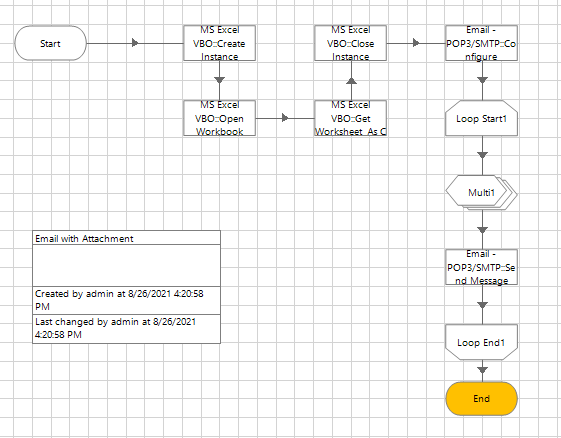 Start
MS Excel
VBO::Create
Instance
MS Excel
VBO::Open
Workbook
MS Excel
VBO::Get
Worksheet As C
MS Excel
VBO::Close
Instance
Email -
POP3/SMTP::Co
nfigure
Loop Start1
Multi1
Email -
POP3/SMTP::Se
nd Message
Loop End1
End
Email with Attachment
Created by admin at 8/26/2021 4:20:58
PM
Last changed by admin at 8/26/2021
4:20:58 PM